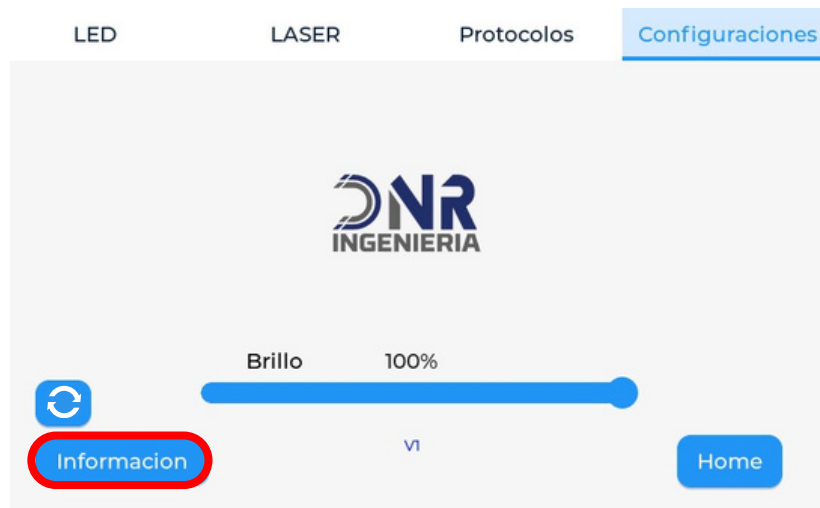 LED LASER Protocolos Configuraciones
DNR
INGENIERIA
Brillo 100%
V1
Informacion Home